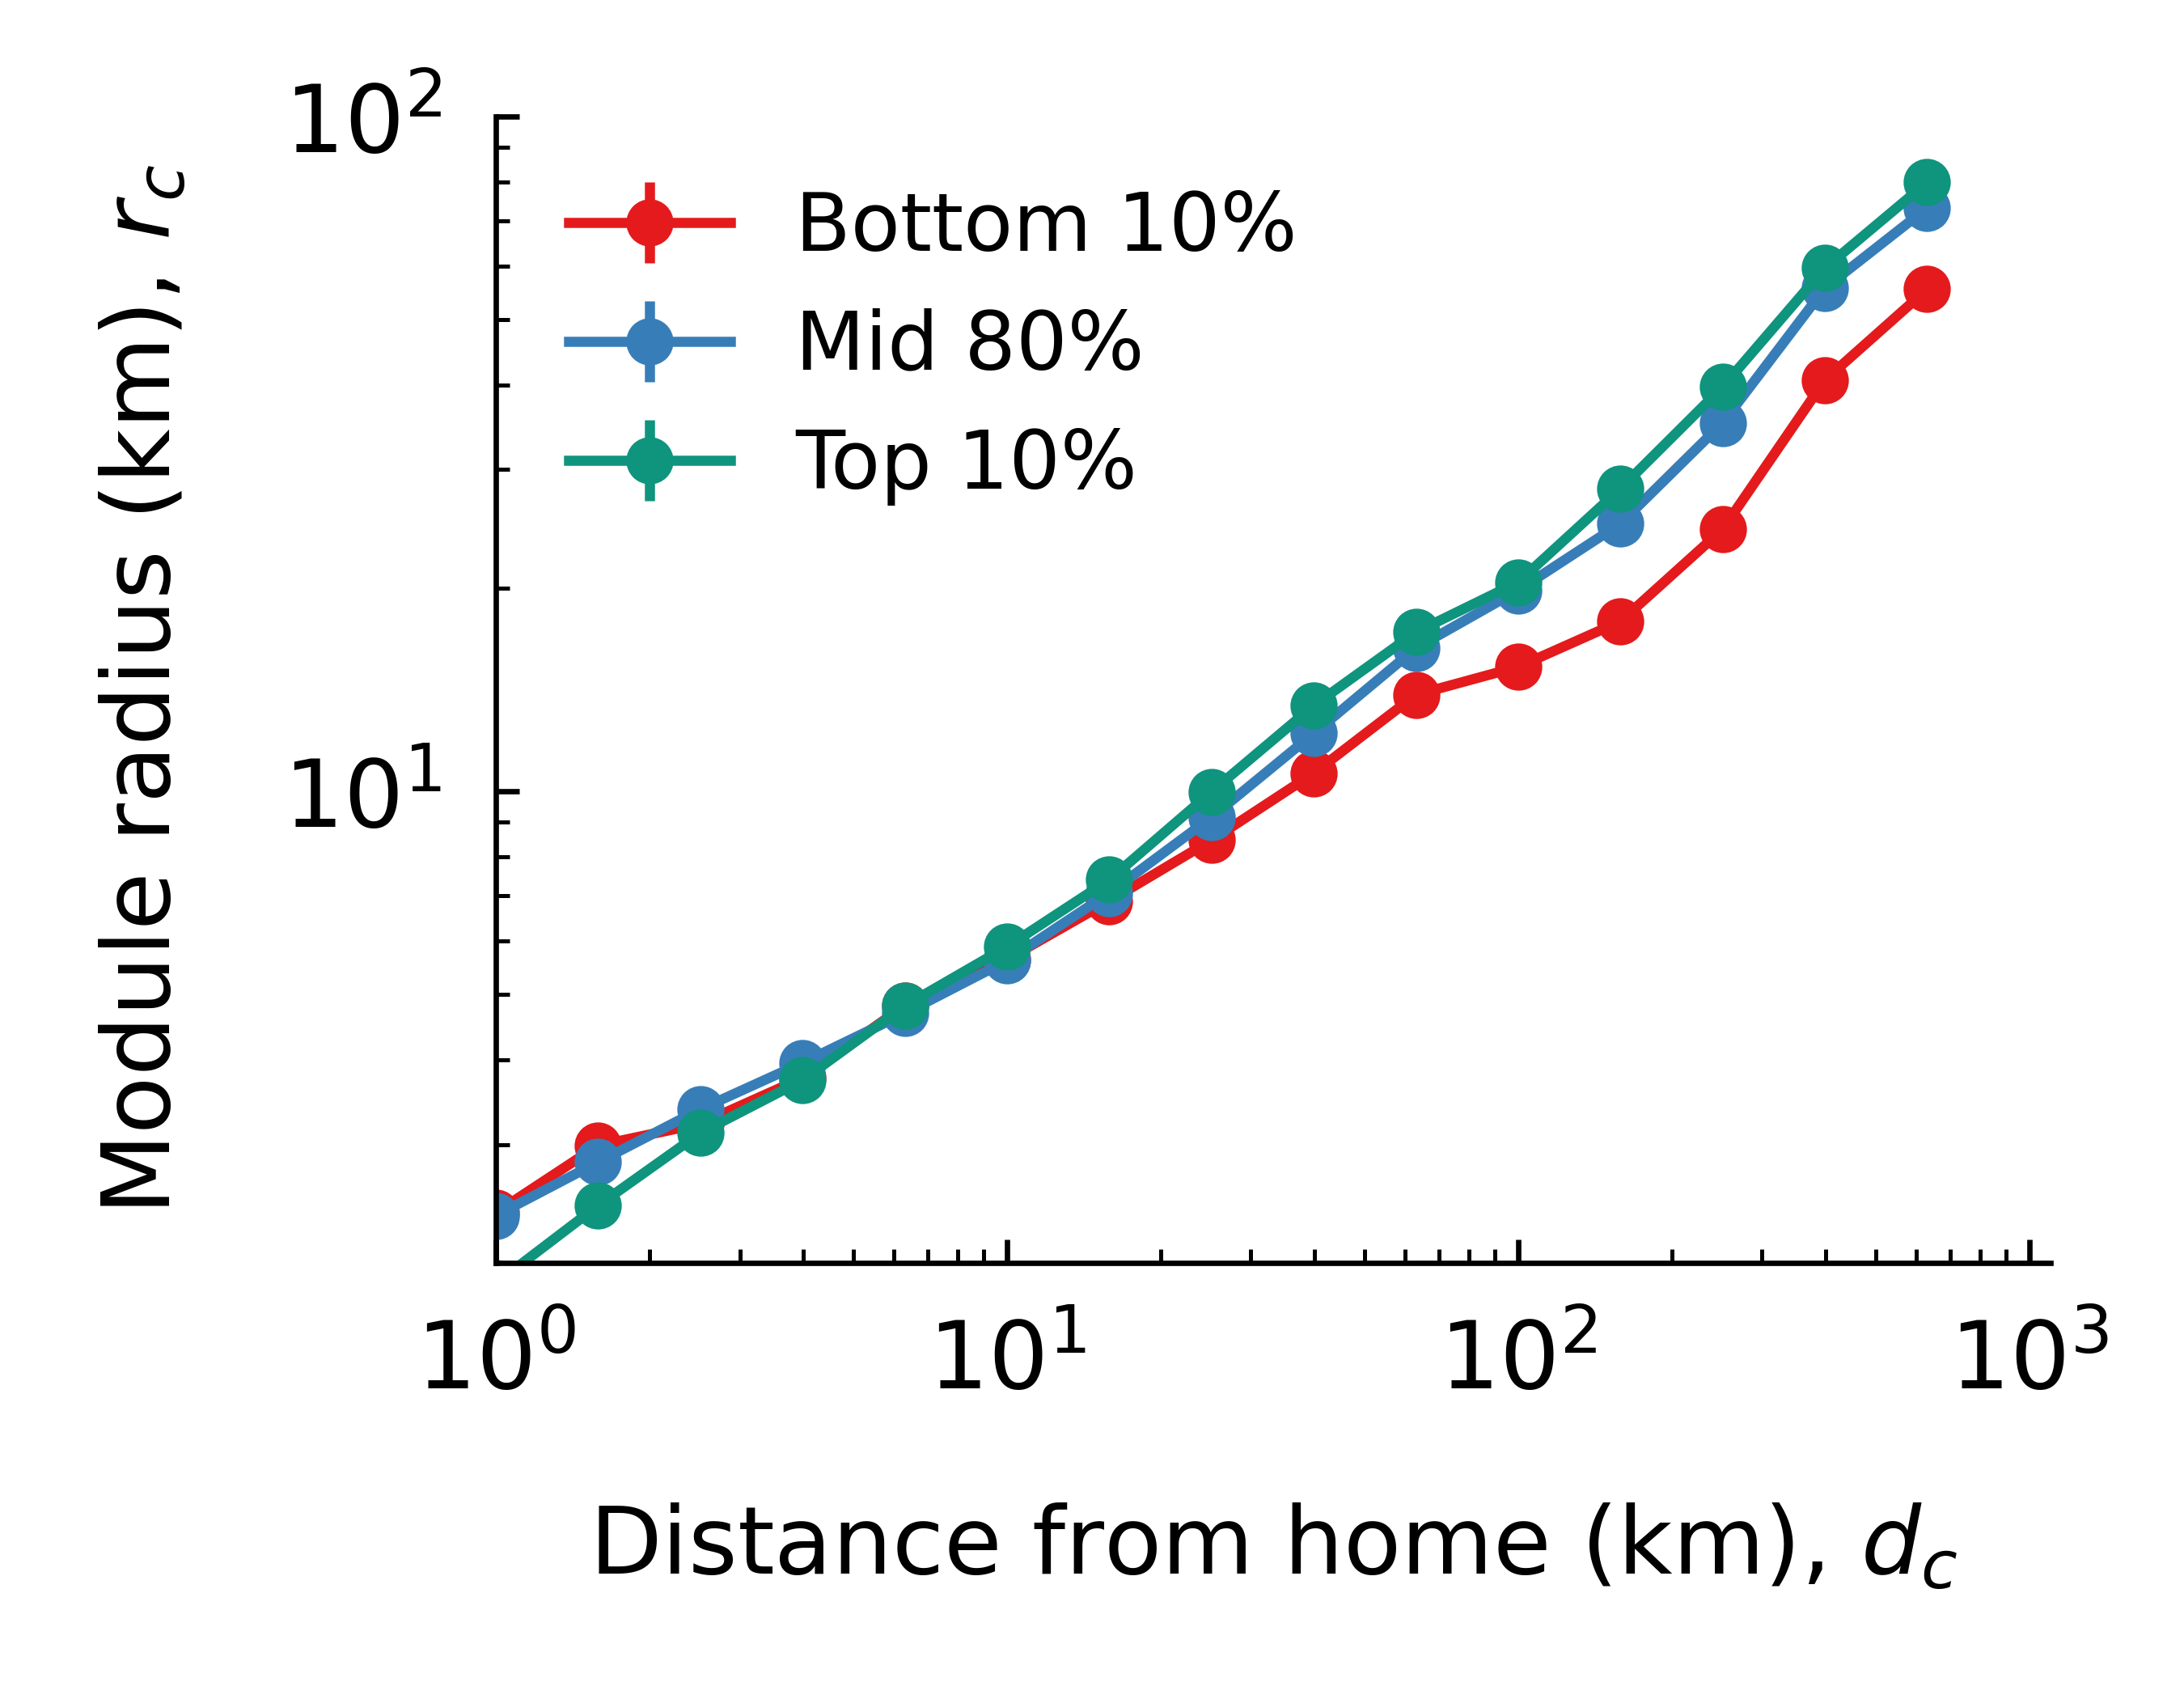 10²
Module radius (km), r_c
Bottom 10%
Mid 80%
Top 10%
10¹
10⁰ 10¹ 10² 10³
Distance from home (km), d_c